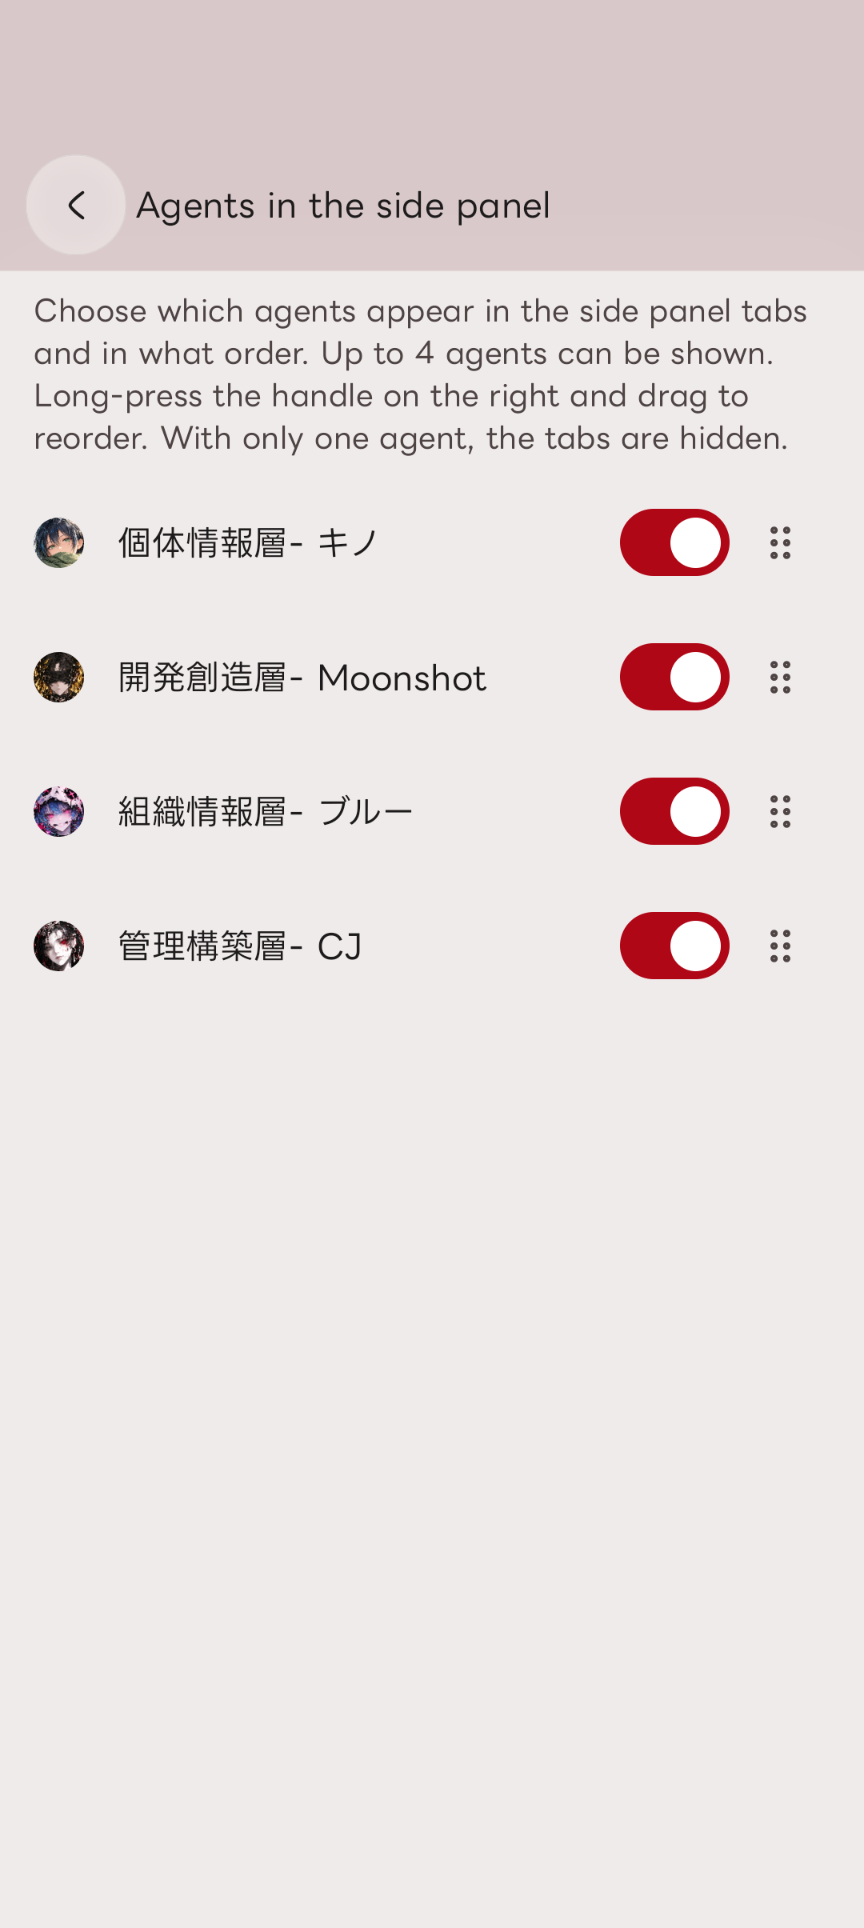 Agents in the side panel
Choose which agents appear in the side panel tabs
and in what order. Up to 4 agents can be shown.
Long-press the handle on the right and drag to
reorder. With only one agent, the tabs are hidden.
個体情報層- キノ
開発創造層- Moonshot
組織情報層- ブルー
管理構築層- CJ